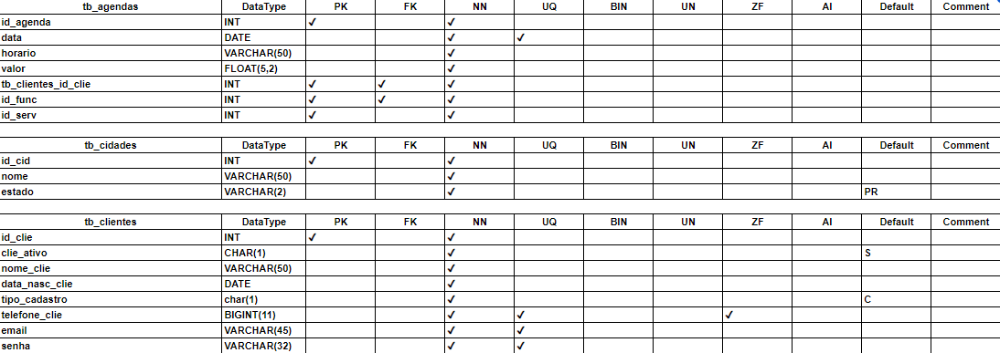 tb_agendas DataType PK FK NN UQ BIN UN ZF AI Default Comment
id_agenda INT ✓ ✓
data DATE ✓ ✓
horario VARCHAR(50) ✓
valor FLOAT(5,2) ✓
tb_clientes_id_clie INT ✓ ✓ ✓
id_func INT ✓ ✓ ✓
id_serv INT ✓ ✓
tb_cidades DataType PK FK NN UQ BIN UN ZF AI Default Comment
id_cid INT ✓ ✓
nome VARCHAR(50) ✓
estado VARCHAR(2) ✓ PR
tb_clientes DataType PK FK NN UQ BIN UN ZF AI Default Comment
id_clie INT ✓ ✓
clie_ativo CHAR(1) ✓ S
nome_clie VARCHAR(50) ✓
data_nasc_clie DATE ✓
tipo_cadastro char(1) ✓ C
telefone_clie BIGINT(11) ✓ ✓ ✓
email VARCHAR(45) ✓ ✓
senha VARCHAR(32) ✓ ✓